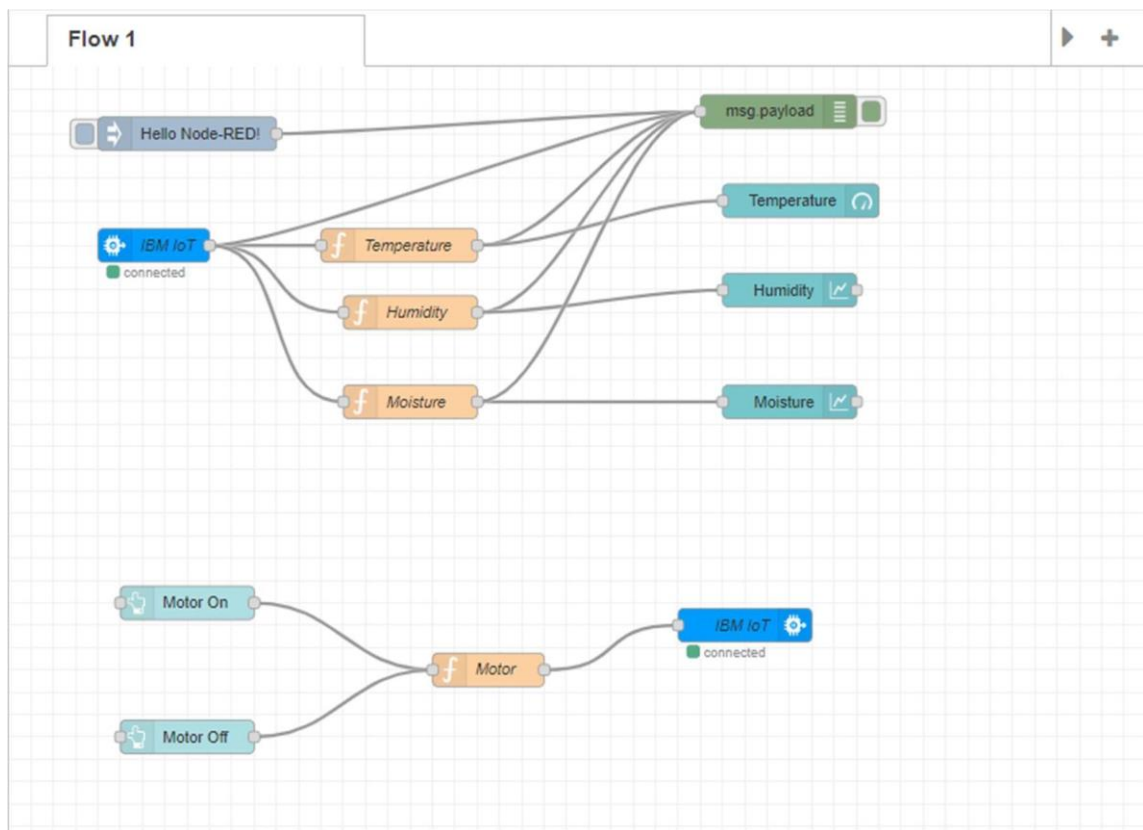 Flow 1
Hello Node-RED!
msg.payload
Temperature
IBM IoT
Temperature
connected
Humidity
Humidity
Moisture
Moisture
Motor On
IBM IoT
connected
Motor
Motor Off